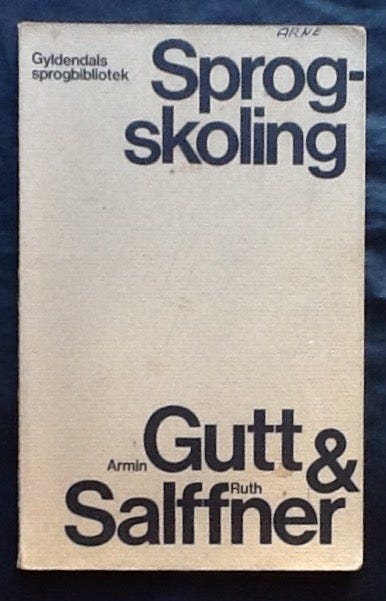 ARNE
Gyldendals
sprogbibliotek
Sprog-
skoling
Armin Gutt &
Ruth
Salffner